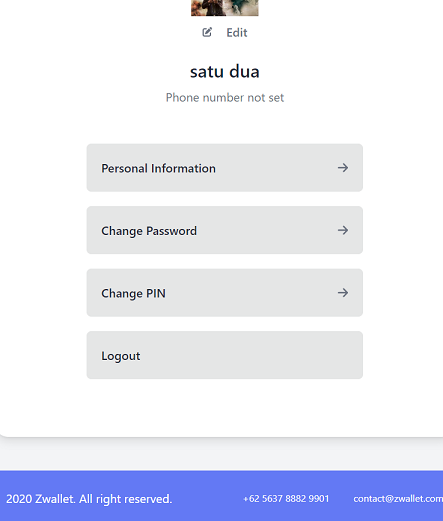 Edit
satu dua
Phone number not set
Personal Information
Change Password
Change PIN
Logout
2020 Zwallet. All right reserved. +62 5637 8882 9901 contact@zwallet.com